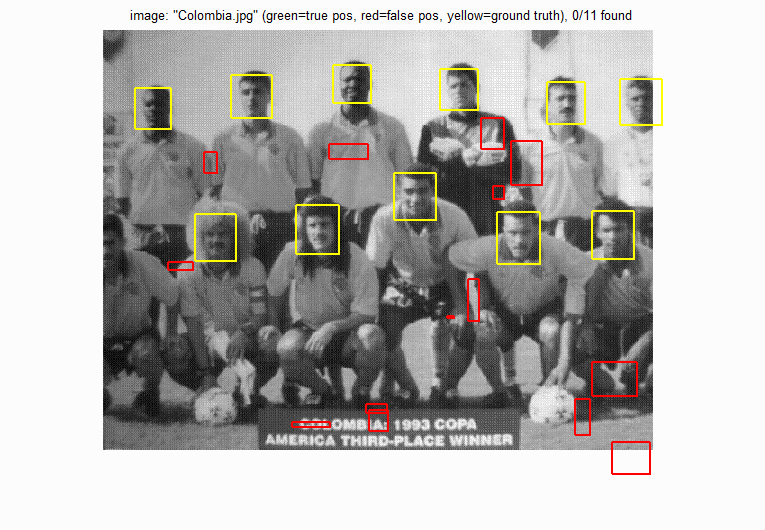 image: "Colombia.jpg" (green=true pos, red=false pos, yellow=ground truth), 0/11 found
COLOMBIA: 1993 COPA
AMERICA THIRD-PLACE WINNER